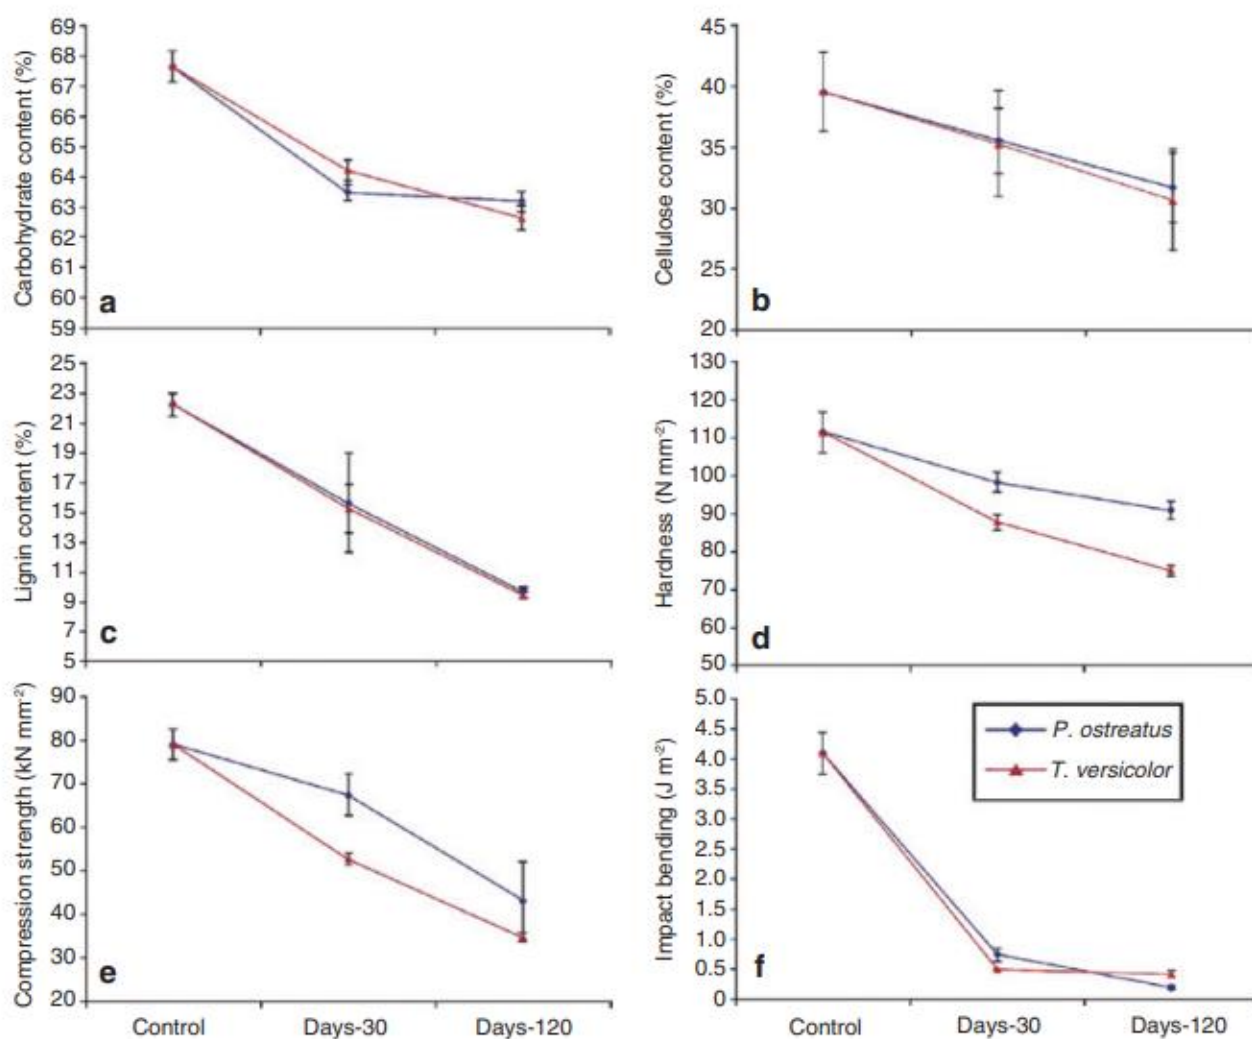 Carbohydrate content (%)
69
68
67
66
65
64
63
62
61
60
59
a
Cellulose content (%)
45
40
35
30
25
20
b
Lignin content (%)
25
23
21
19
17
15
13
11
9
7
5
c
Hardness (N mm-2)
130
120
110
100
90
80
70
60
50
d
Compression strength (kN mm-2)
90
80
70
60
50
40
30
20
e
Control
Days-30
Days-120
Impact bending (J m-2)
5.0
4.5
4.0
3.5
3.0
2.5
2.0
1.5
1.0
0.5
0
f
P. ostreatus
T. versicolor
Control
Days-30
Days-120